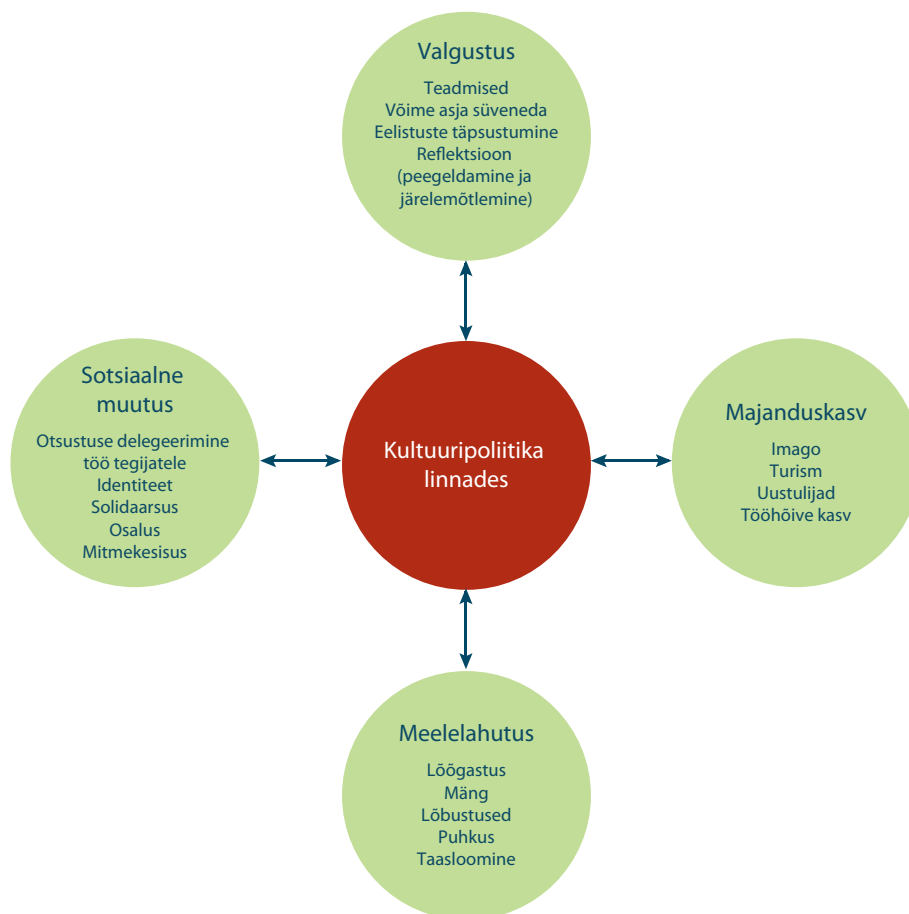 Valgustus
Teadmised
Võime asja süveneda
Eelistuste täpsustumine
Reflektsioon
(peegeldamine ja
järelemõtlemine)
Sotsiaalne
muutus
Otsustuse delegeerimine
töö tegijatele
Identiteet
Solidaarsus
Osalus
Mitmekesisus
Kultuuripoliitika
linnades
Majanduskasv
Imago
Turism
Uustulijad
Tööhõive kasv
Meelelahutus
Lõõgastus
Mäng
Lõbustused
Puhkus
Taasloomine